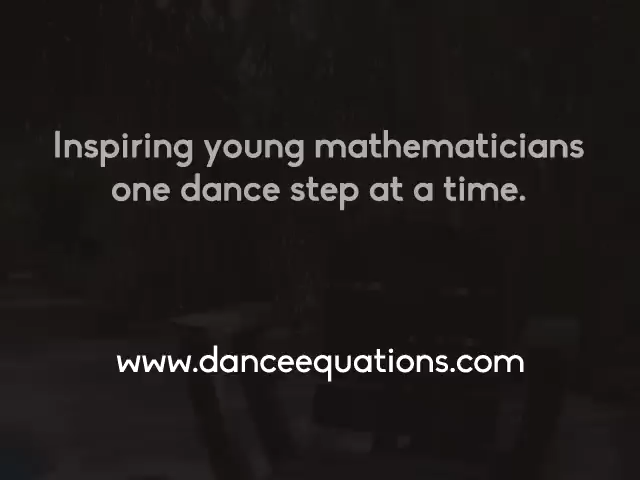 Inspiring young mathematicians
one dance step at a time.
www.danceequations.com